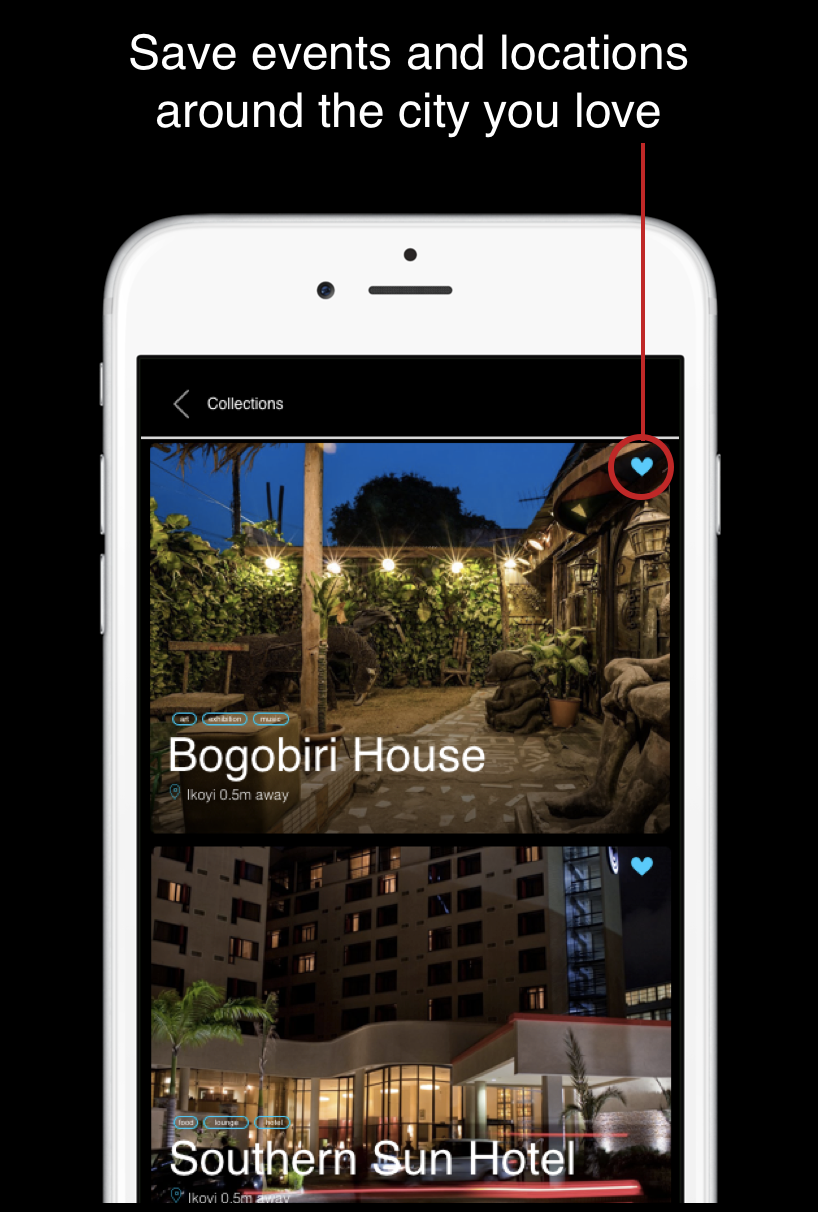 Save events and locations
around the city you love
Collections
art exhibition music
Bogobiri House
Ikoyi 0.5m away
food lounge hotel
Southern Sun Hotel
Ikoyi 0.5m away